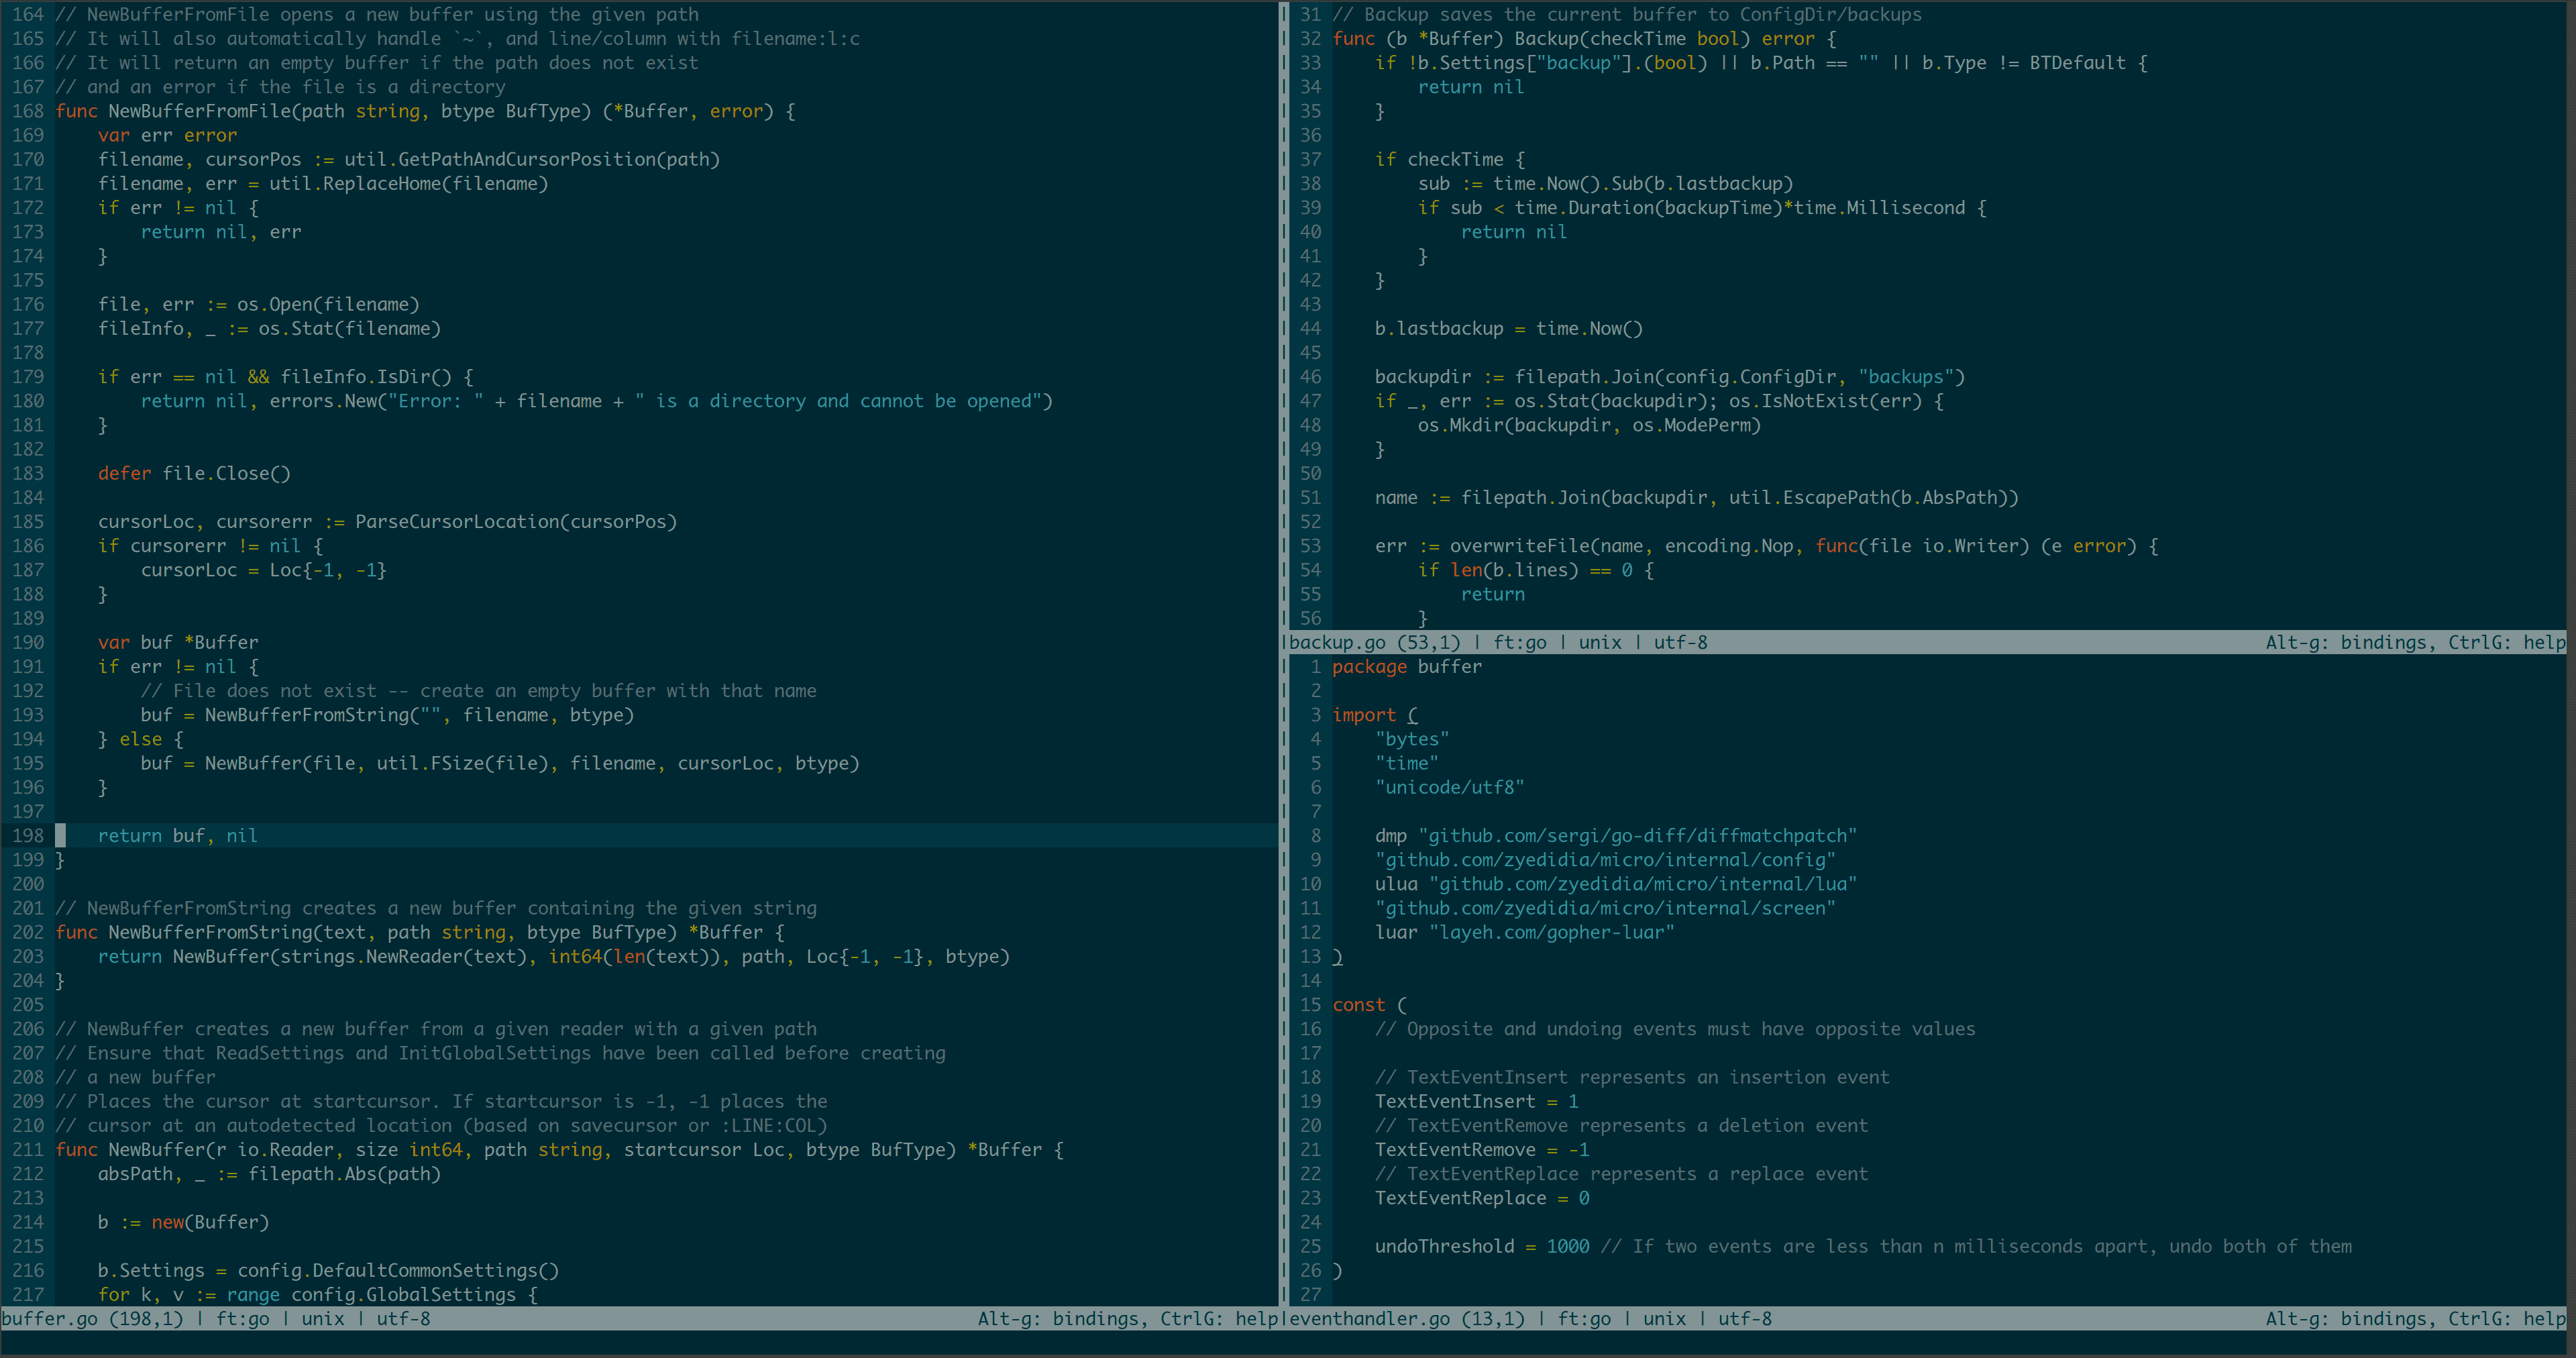 164 // NewBufferFromFile opens a new buffer using the given path
165 // It will also automatically handle `~`, and line/column with filename:l:c
166 // It will return an empty buffer if the path does not exist
167 // and an error if the file is a directory
168 func NewBufferFromFile(path string, btype BufType) (*Buffer, error) {
169     var err error
170     filename, cursorPos := util.GetPathAndCursorPosition(path)
171     filename, err = util.ReplaceHome(filename)
172     if err != nil {
173         return nil, err
174     }
175
176     file, err := os.Open(filename)
177     fileInfo, _ := os.Stat(filename)
178
179     if err == nil && fileInfo.IsDir() {
180         return nil, errors.New("Error: " + filename + " is a directory and cannot be opened")
181     }
182
183     defer file.Close()
184
185     cursorLoc, cursorerr := ParseCursorLocation(cursorPos)
186     if cursorerr != nil {
187         cursorLoc = Loc{-1, -1}
188     }
189
190     var buf *Buffer
191     if err != nil {
192         // File does not exist -- create an empty buffer with that name
193         buf = NewBufferFromString("", filename, btype)
194     } else {
195         buf = NewBuffer(file, util.FSize(file), filename, cursorLoc, btype)
196     }
197
198     return buf, nil
199 }
200
201 // NewBufferFromString creates a new buffer containing the given string
202 func NewBufferFromString(text, path string, btype BufType) *Buffer {
203     return NewBuffer(strings.NewReader(text), int64(len(text)), path, Loc{-1, -1}, btype)
204 }
205
206 // NewBuffer creates a new buffer from a given reader with a given path
207 // Ensure that ReadSettings and InitGlobalSettings have been called before creating
208 // a new buffer
209 // Places the cursor at startcursor. If startcursor is -1, -1 places the
210 // cursor at an autodetected location (based on savecursor or :LINE:COL)
211 func NewBuffer(r io.Reader, size int64, path string, startcursor Loc, btype BufType) *Buffer {
212     absPath, _ := filepath.Abs(path)
213
214     b := new(Buffer)
215
216     b.Settings = config.DefaultCommonSettings()
217     for k, v := range config.GlobalSettings {
buffer.go (198,1) | ft:go | unix | utf-8 Alt-g: bindings, CtrlG: help
31 // Backup saves the current buffer to ConfigDir/backups
32 func (b *Buffer) Backup(checkTime bool) error {
33     if !b.Settings["backup"].(bool) || b.Path == "" || b.Type != BTDefault {
34         return nil
35     }
36
37     if checkTime {
38         sub := time.Now().Sub(b.lastbackup)
39         if sub < time.Duration(backupTime)*time.Millisecond {
40             return nil
41         }
42     }
43
44     b.lastbackup = time.Now()
45
46     backupdir := filepath.Join(config.ConfigDir, "backups")
47     if _, err := os.Stat(backupdir); os.IsNotExist(err) {
48         os.Mkdir(backupdir, os.ModePerm)
49     }
50
51     name := filepath.Join(backupdir, util.EscapePath(b.AbsPath))
52
53     err := overwriteFile(name, encoding.Nop, func(file io.Writer) (e error) {
54         if len(b.lines) == 0 {
55             return
56         }
backup.go (53,1) | ft:go | unix | utf-8 Alt-g: bindings, CtrlG: help
1 package buffer
2
3 import (
4     "bytes"
5     "time"
6     "unicode/utf8"
7
8     dmp "github.com/sergi/go-diff/diffmatchpatch"
9     "github.com/zyedidia/micro/internal/config"
10     ulua "github.com/zyedidia/micro/internal/lua"
11     "github.com/zyedidia/micro/internal/screen"
12     luar "layeh.com/gopher-luar"
13 )
14
15 const (
16     // Opposite and undoing events must have opposite values
17
18     // TextEventInsert represents an insertion event
19     TextEventInsert = 1
20     // TextEventRemove represents a deletion event
21     TextEventRemove = -1
22     // TextEventReplace represents a replace event
23     TextEventReplace = 0
24
25     undoThreshold = 1000 // If two events are less than n milliseconds apart, undo both of them
26 )
27
eventhandler.go (13,1) | ft:go | unix | utf-8 Alt-g: bindings, CtrlG: help